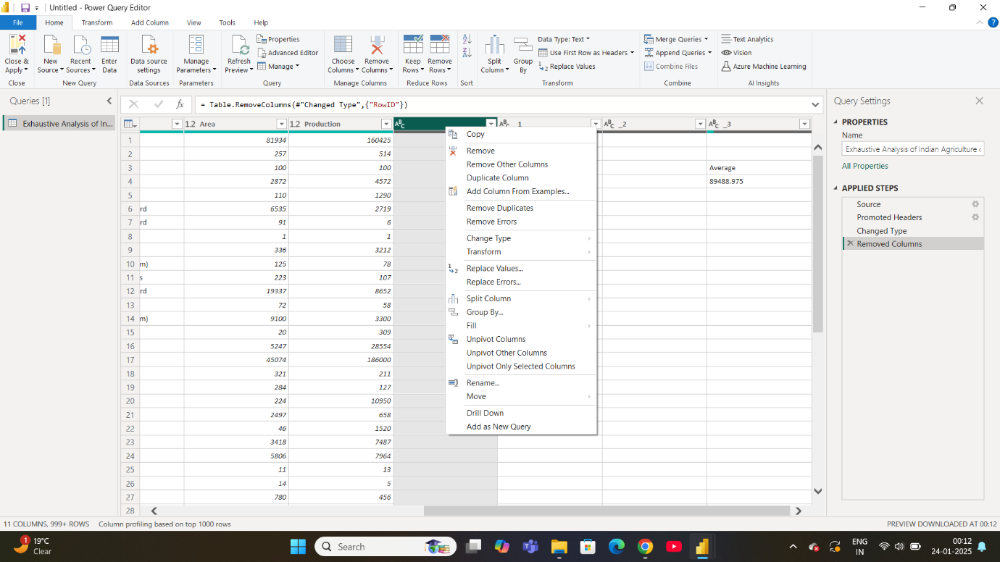 Untitled - Power Query Editor
File Home Transform Add Column View Tools Help
Close & Apply
Close
New Source
Recent Sources
Enter Data
New Query
Data source settings
Data Sources
Manage Parameters
Parameters
Refresh Preview
Properties
Advanced Editor
Manage
Query
Choose Columns
Remove Columns
Manage Columns
Keep Rows
Remove Rows
Reduce Rows
Sort
Split Column
Group By
Data Type: Text
Use First Row as Headers
Replace Values
Transform
Merge Queries
Append Queries
Combine Files
Combine
Text Analytics
Vision
Azure Machine Learning
AI Insights
Queries [1]
Exhaustive Analysis of In...
fx
= Table.RemoveColumns(#"Changed Type",{"RowID"})
1.2 Area 1.2 Production ABC ABC _1 ABC _2 ABC _3
1 81934 160425
2 257 514
3 100 100 Average
4 2872 4572 89488.975
5 110 1290
6 rd 6535 2719
7 rd 91 6
8 1 1
9 336 3212
10 m) 125 78
11 s 223 107
12 rd 19337 8652
13 72 58
14 m) 9100 3300
15 20 309
16 5247 28554
17 45074 186000
18 321 211
19 284 127
20 224 10950
21 2497 658
22 46 1520
23 3418 7487
24 5806 7964
25 11 13
26 14 5
27 780 456
28
Copy
Remove
Remove Other Columns
Duplicate Column
Add Column From Examples...
Remove Duplicates
Remove Errors
Change Type
Transform
Replace Values...
Replace Errors...
Split Column
Group By...
Fill
Unpivot Columns
Unpivot Other Columns
Unpivot Only Selected Columns
Rename...
Move
Drill Down
Add as New Query
Query Settings
PROPERTIES
Name
Exhaustive Analysis of Indian Agriculture
All Properties
APPLIED STEPS
Source
Promoted Headers
Changed Type
Removed Columns
11 COLUMNS, 999+ ROWS Column profiling based on top 1000 rows
PREVIEW DOWNLOADED AT 00:12
1
19°C
Clear
Search
ENG
IN
00:12
24-01-2025